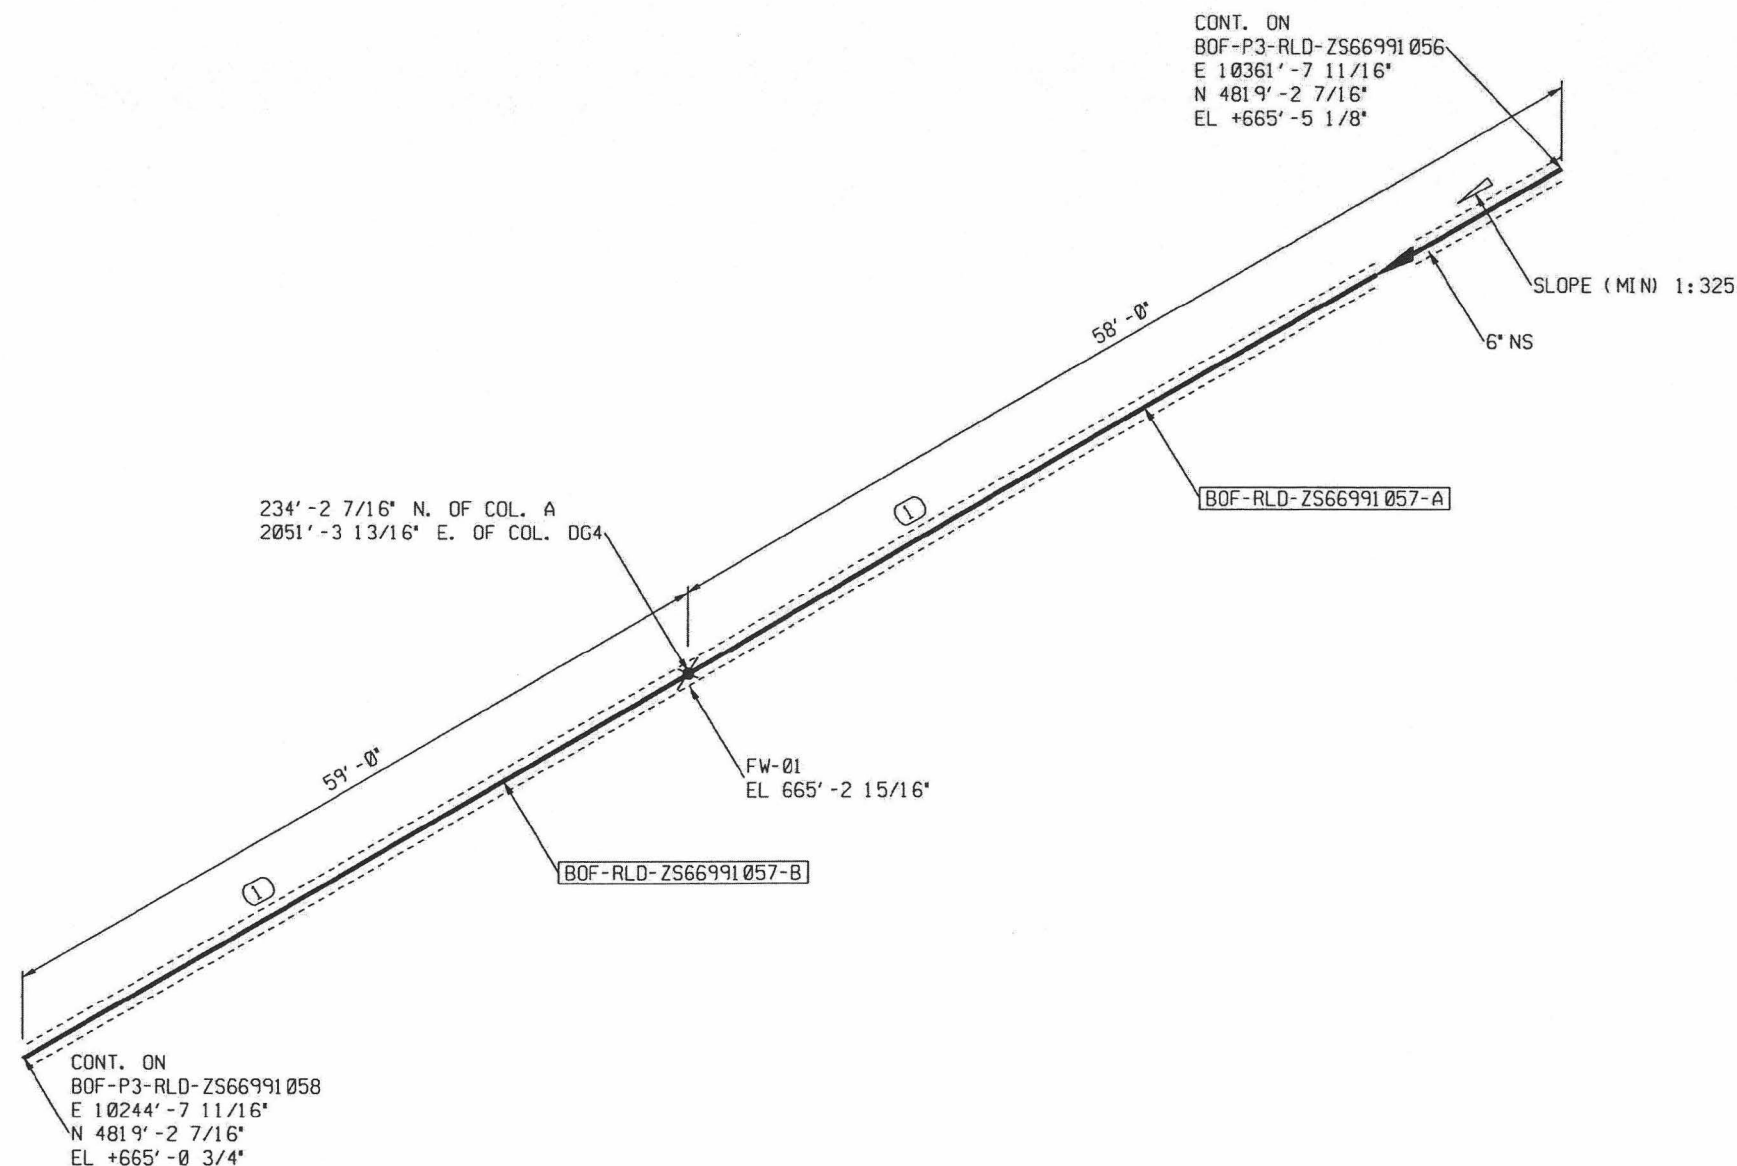 CONT. ON
BOF-P3-RLD-ZS66991056
E 10361'-7 11/16"
N 4819'-2 7/16"
EL +665'-5 1/8"
SLOPE (MIN) 1:325
6" NS
58'-0"
BOF-RLD-ZS66991057-A
1
234'-2 7/16" N. OF COL. A
2051'-3 13/16" E. OF COL. DG4
FW-01
EL 665'-2 15/16"
59'-0"
BOF-RLD-ZS66991057-B
1
CONT. ON
BOF-P3-RLD-ZS66991058
E 10244'-7 11/16"
N 4819'-2 7/16"
EL +665'-0 3/4"